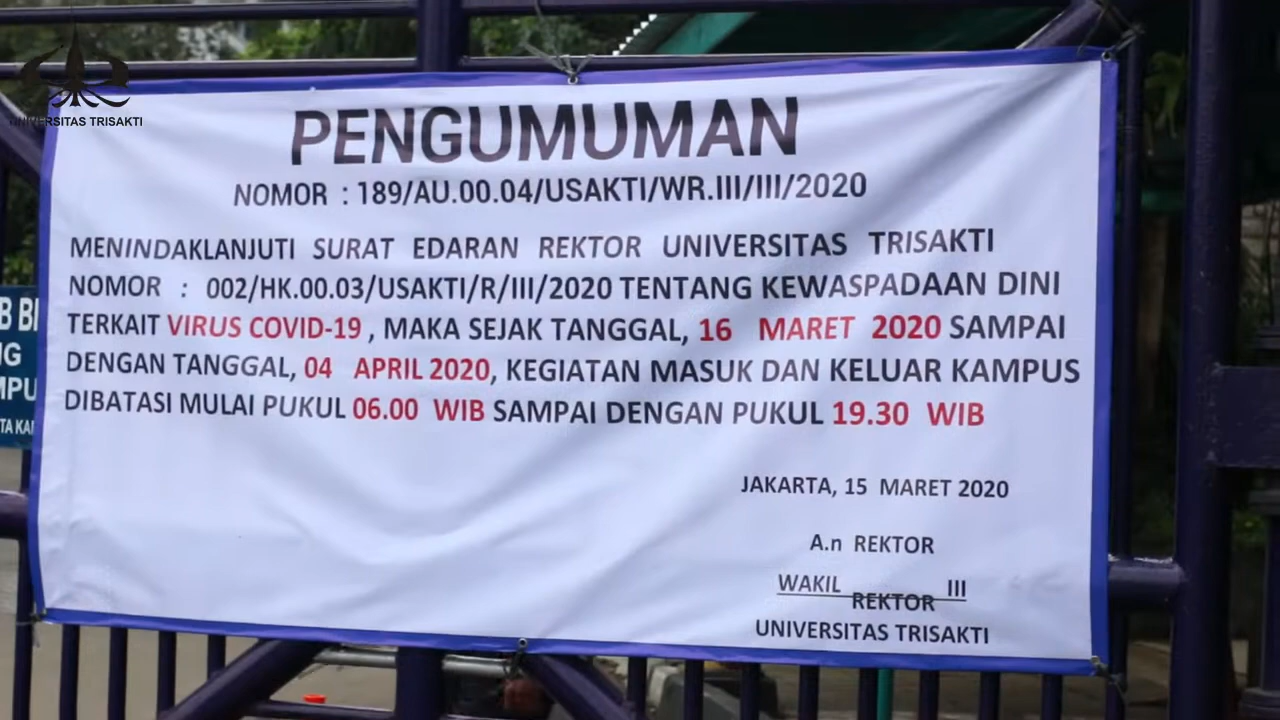 UNIVERSITAS TRISAKTI
PENGUMUMAN
NOMOR : 189/AU.00.04/USAKTI/WR.III/III/2020
MENINDAKLANJUTI SURAT EDARAN REKTOR UNIVERSITAS TRISAKTI
NOMOR : 002/HK.00.03/USAKTI/R/III/2020 TENTANG KEWASPADAAN DINI
TERKAIT VIRUS COVID-19 , MAKA SEJAK TANGGAL, 16 MARET 2020 SAMPAI
DENGAN TANGGAL, 04 APRIL 2020, KEGIATAN MASUK DAN KELUAR KAMPUS
DIBATASI MULAI PUKUL 06.00 WIB SAMPAI DENGAN PUKUL 19.30 WIB
JAKARTA, 15 MARET 2020
A.n REKTOR
WAKIL REKTOR III
UNIVERSITAS TRISAKTI